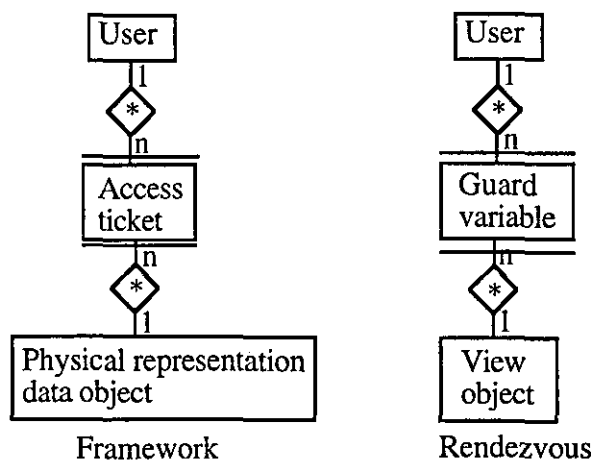 User
1
*
n
Access
ticket
n
*
1
Physical representation
data object
Framework
User
1
*
n
Guard
variable
n
*
1
View
object
Rendezvous